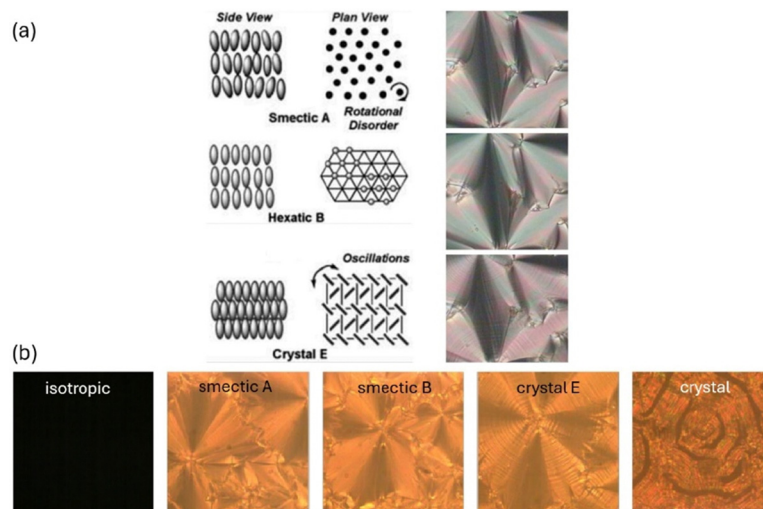 (a)
Side View Plan View
Rotational
Smectic A Disorder
Hexatic B
Oscillations
Crystal E
(b)
isotropic smectic A smectic B crystal E crystal